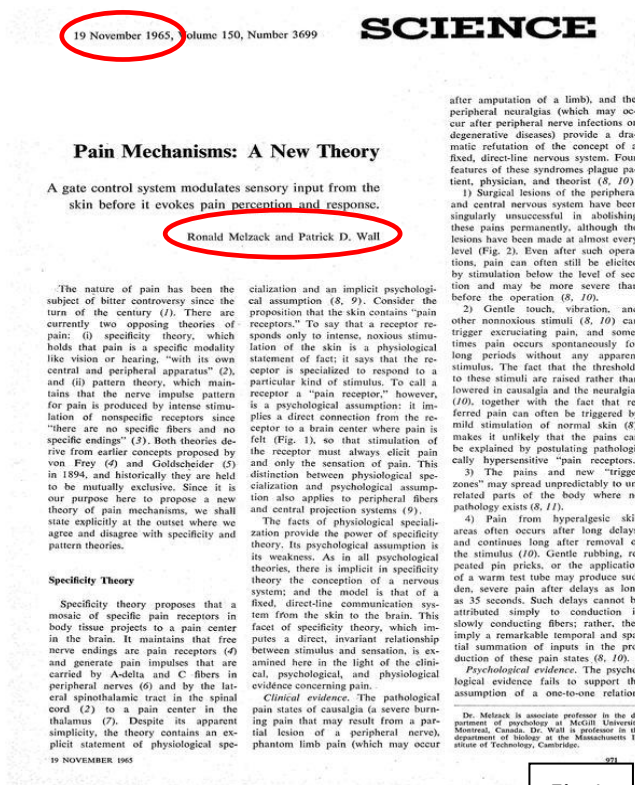 19 November 1965, Volume 150, Number 3699
SCIENCE
Pain Mechanisms: A New Theory
A gate control system modulates sensory input from the
skin before it evokes pain perception and response.
Ronald Melzack and Patrick D. Wall
The nature of pain has been the
subject of bitter controversy since the
turn of the century (1). There are
currently two opposing theories of
pain: (i) specificity theory, which
holds that pain is a specific modality
like vision or hearing, "with its own
central and peripheral apparatus" (2),
and (ii) pattern theory, which main-
tains that the nerve impulse pattern
for pain is produced by intense stimu-
lation of nonspecific receptors since
"there are no specific fibers and no
specific endings" (3). Both theories de-
rive from earlier concepts proposed by
von Frey (4) and Goldscheider (5)
in 1894, and historically they are held
to be mutually exclusive. Since it is
our purpose here to propose a new
theory of pain mechanisms, we shall
state explicitly at the outset where we
agree and disagree with specificity and
pattern theories.
Specificity Theory
Specificity theory proposes that a
mosaic of specific pain receptors in
body tissue projects to a pain center
in the brain. It maintains that free
nerve endings are pain receptors (4)
and generate pain impulses that are
carried by A-delta and C fibers in
peripheral nerves (6) and by the lat-
eral spinothalamic tract in the spinal
cord (2) to a pain center in the
thalamus (7). Despite its apparent
simplicity, the theory contains an ex-
plicit statement of physiological spe-
cialization and an implicit psychologi-
cal assumption (8, 9). Consider the
proposition that the skin contains "pain
receptors." To say that a receptor re-
sponds only to intense, noxious stimu-
lation of the skin is a physiological
statement of fact; it says that the re-
ceptor is specialized to respond to a
particular kind of stimulus. To call a
receptor a "pain receptor," however,
is a psychological assumption: it im-
plies a direct connection from the re-
ceptor to a brain center where pain is
felt (Fig. 1), so that stimulation of
the receptor must always elicit pain
and only the sensation of pain. This
distinction between physiological spe-
cialization and psychological assump-
tion also applies to peripheral fibers
and central projection systems (9).
The facts of physiological speciali-
zation provide the power of specificity
theory. Its psychological assumption is
its weakness. As in all psychological
theories, there is implicit in specificity
theory the conception of a nervous
system; and the model is that of a
fixed, direct-line communication sys-
tem from the skin to the brain. This
facet of specificity theory, which im-
putes a direct, invariant relationship
between stimulus and sensation, is ex-
amined here in the light of the clini-
cal, psychological, and physiological
evidence concerning pain.
Clinical evidence. The pathological
pain states of causalgia (a severe burn-
ing pain that may result from a par-
tial lesion of a peripheral nerve),
phantom limb pain (which may occur
after amputation of a limb), and the
peripheral neuralgias (which may oc-
cur after peripheral nerve infections or
degenerative diseases) provide a dra-
matic refutation of the concept of a
fixed, direct-line nervous system. Four
features of these syndromes plague pa-
tient, physician, and theorist (8, 10)
1) Surgical lesions of the peripheral
and central nervous system have been
singularly unsuccessful in abolishing
these pains permanently, although the
lesions have been made at almost every
level (Fig. 2). Even after such opera-
tions, pain can often still be elicited
by stimulation below the level of sec-
tion and may be more severe than
before the operation (8, 10).
2) Gentle touch, vibration, and
other nonnoxious stimuli (8, 10) can
trigger excruciating pain, and some-
times pain occurs spontaneously for
long periods without any apparent
stimulus. The fact that the threshold
to these stimuli are raised rather than
lowered in causalgia and the neuralgia
(10), together with the fact that re-
ferred pain can often be triggered by
mild stimulation of normal skin (8)
makes it unlikely that the pains can
be explained by postulating pathologi-
cally hypersensitive "pain receptors.
3) The pains and new "trigge
zones" may spread unpredictably to un
related parts of the body where n
pathology exists (8, 11).
4) Pain from hyperalgesic ski
areas often occurs after long delay
and continues long after removal o
the stimulus (10). Gentle rubbing, re
peated pin pricks, or the applicatio
of a warm test tube may produce suc
den, severe pain after delays as lon
as 35 seconds. Such delays cannot b
attributed simply to conduction i
slowly conducting fibers; rather, the
imply a remarkable temporal and spa
tial summation of inputs in the pro
duction of these pain states (8, 10).
Psychological evidence. The psycho
logical evidence fails to support th
assumption of a one-to-one relation
Dr. Melzack is associate professor in the d
partment of psychology at McGill Universit
Montreal, Canada. Dr. Wall is professor in t
department of biology at the Massachusetts I
stitute of Technology, Cambridge.
19 NOVEMBER 1965
971